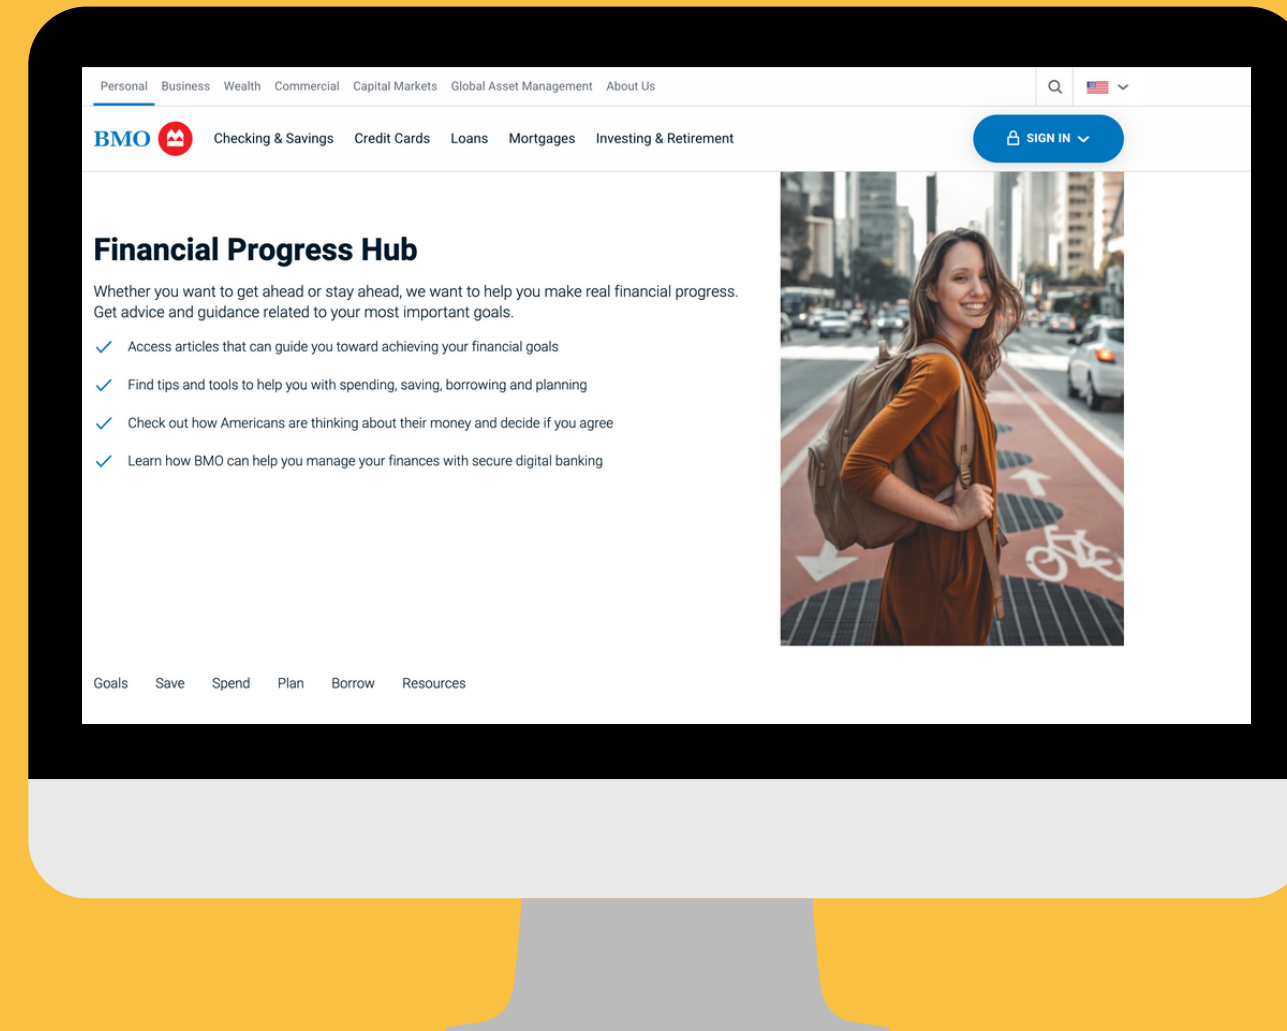 Personal Business Wealth Commercial Capital Markets Global Asset Management About Us
BMO Checking & Savings Credit Cards Loans Mortgages Investing & Retirement SIGN IN
Financial Progress Hub
Whether you want to get ahead or stay ahead, we want to help you make real financial progress.
Get advice and guidance related to your most important goals.
Access articles that can guide you toward achieving your financial goals
Find tips and tools to help you with spending, saving, borrowing and planning
Check out how Americans are thinking about their money and decide if you agree
Learn how BMO can help you manage your finances with secure digital banking
Goals Save Spend Plan Borrow Resources